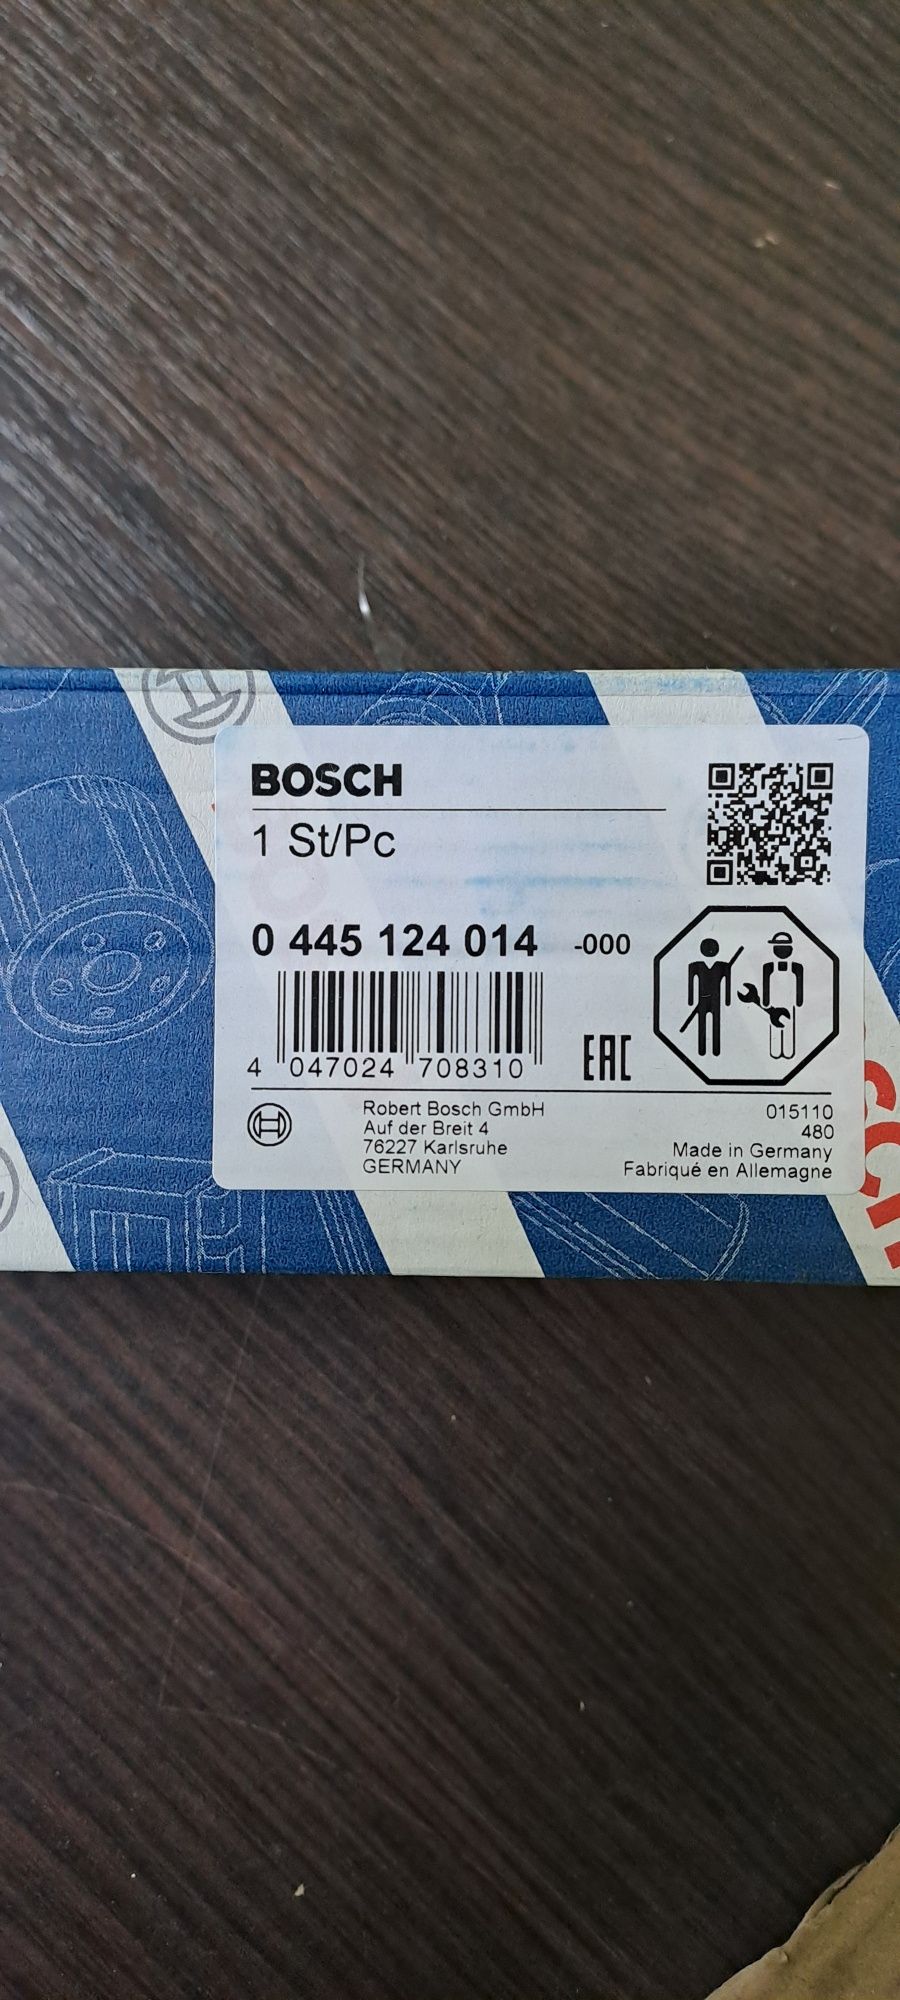 BOSCH
1 St/Pc
0 445 124 014 -000
4 047024 708310
EAC
Robert Bosch GmbH
Auf der Breit 4
76227 Karlsruhe
GERMANY
015110
480
Made in Germany
Fabriqué en Allemagne